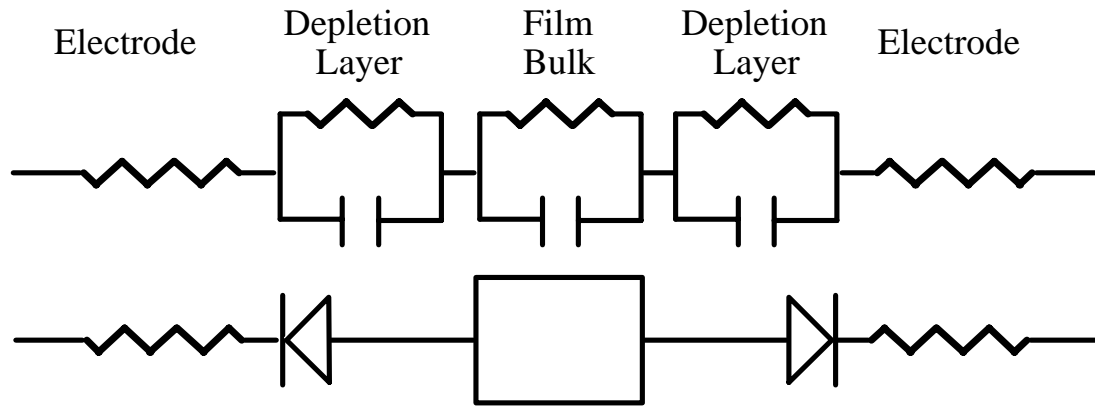 Electrode
Depletion
Layer
Film
Bulk
Depletion
Layer
Electrode